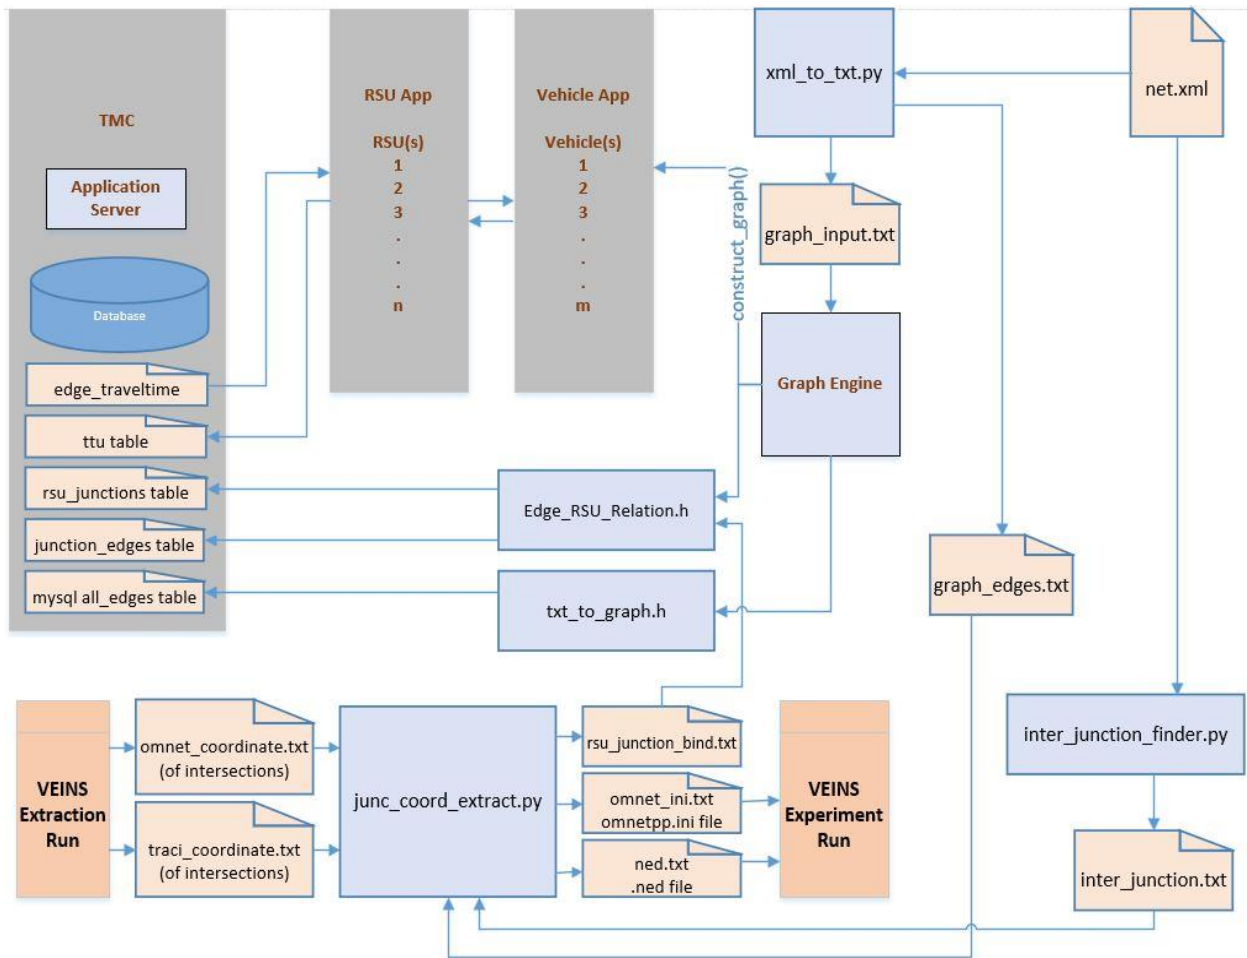 TMC
Application
Server
Database
edge_traveltime
ttu table
rsu_junctions table
junction_edges table
mysql all_edges table
RSU App
RSU(s)
1
2
3
.
.
.
n
Vehicle App
Vehicle(s)
1
2
3
.
.
.
m
construct_graph()
xml_to_txt.py
net.xml
graph_input.txt
Graph Engine
Edge_RSU_Relation.h
txt_to_graph.h
graph_edges.txt
VEINS
Extraction
Run
omnet_coordinate.txt
(of intersections)
traci_coordinate.txt
(of intersections)
junc_coord_extract.py
rsu_junction_bind.txt
omnet_ini.txt
omnetpp.ini file
ned.txt
.ned file
VEINS
Experiment
Run
inter_junction_finder.py
inter_junction.txt